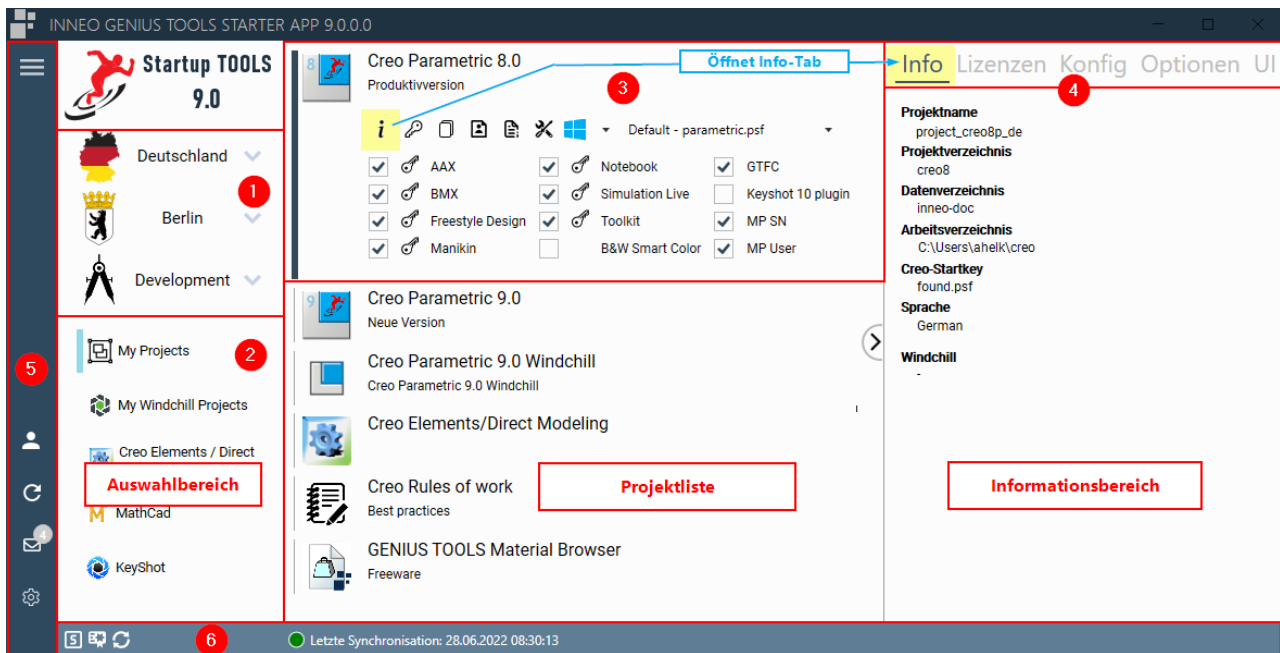 INNEO GENIUS TOOLS STARTER APP 9.0.0.0
Startup TOOLS
9.0
Deutschland
1
Berlin
Development
My Projects
2
My Windchill Projects
Creo Elements / Direct
Auswahlbereich
MathCad
KeyShot
5
4
8
Creo Parametric 8.0
Produktivversion
Öffnet Info-Tab
3
i
Default - parametric.psf
AAX
Notebook
GTFC
BMX
Simulation Live
Keyshot 10 plugin
Freestyle Design
Toolkit
MP SN
Manikin
B&W Smart Color
MP User
9
Creo Parametric 9.0
Neue Version
Creo Parametric 9.0 Windchill
Creo Parametric 9.0 Windchill
Creo Elements/Direct Modeling
Creo Rules of work
Best practices
Projektliste
GENIUS TOOLS Material Browser
Freeware
Info Lizenzen Konfig Optionen UI
4
Projektname
project_creo8p_de
Projektverzeichnis
creo8
Datenverzeichnis
inneo-doc
Arbeitsverzeichnis
C:\Users\ahelk\creo
Creo-Startkey
found.psf
Sprache
German
Windchill
-
Informationsbereich
S
6
Letzte Synchronisation: 28.06.2022 08:30:13